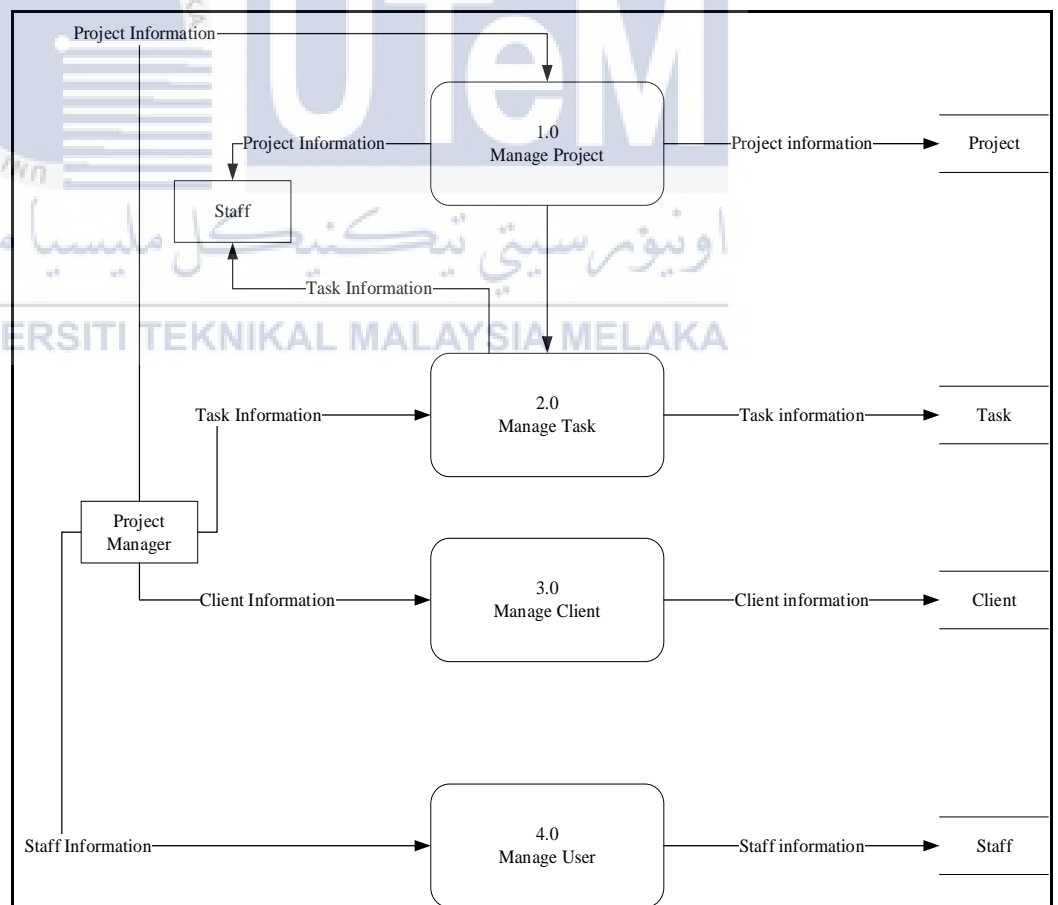 Project Information
UTeM
1.0
Manage Project
Project Information
Project information
Project
Staff
اونيۏرسيتي تيكنيكل مليسيا
Task Information
ERSITI TEKNIKAL MALAYSIA MELAKA
2.0
Manage Task
Task Information
Task information
Task
Project
Manager
3.0
Manage Client
Client Information
Client information
Client
4.0
Manage User
Staff Information
Staff information
Staff